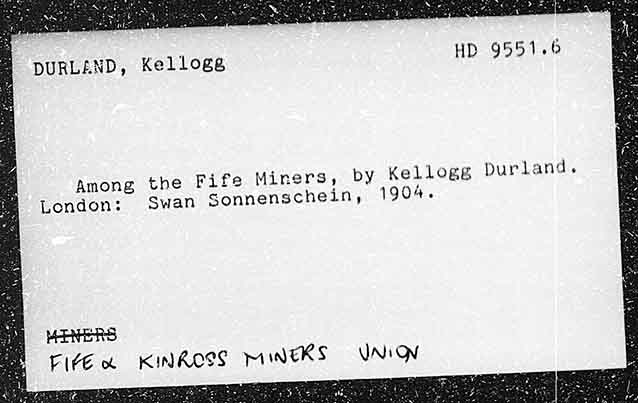 DURLAND, Kellogg
HD 9551.6
Among the Fife Miners, by Kellogg Durland.
London: Swan Sonnenschein, 1904.
MINERS
FIFE & KINROSS MINERS UNION